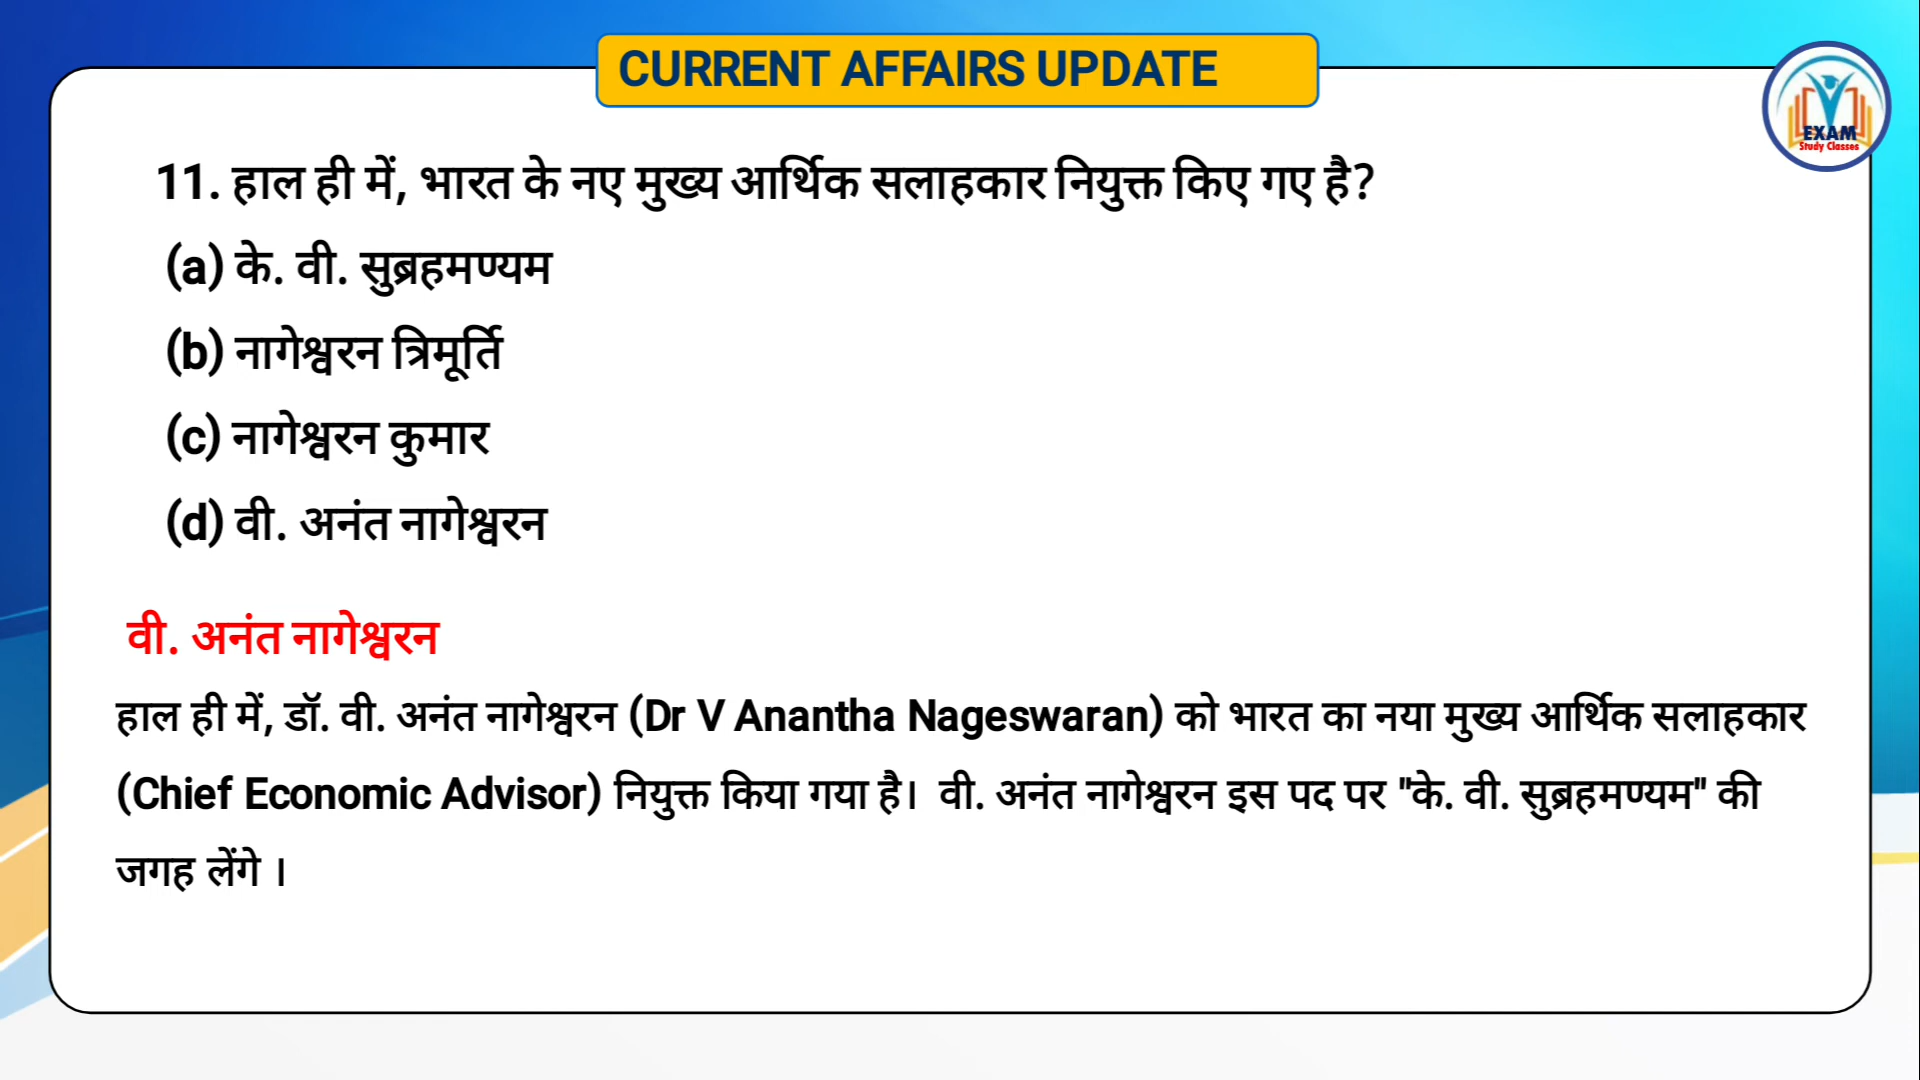 CURRENT AFFAIRS UPDATE
EXAM
Study Classes
11. हाल ही में, भारत के नए मुख्य आर्थिक सलाहकार नियुक्त किए गए है?
(a) के. वी. सुब्रहमण्यम
(b) नागेश्वरन त्रिमूर्ति
(c) नागेश्वरन कुमार
(d) वी. अनंत नागेश्वरन
वी. अनंत नागेश्वरन
हाल ही में, डॉ. वी. अनंत नागेश्वरन (Dr V Anantha Nageswaran) को भारत का नया मुख्य आर्थिक सलाहकार
(Chief Economic Advisor) नियुक्त किया गया है। वी. अनंत नागेश्वरन इस पद पर "के. वी. सुब्रहमण्यम" की
जगह लेंगे ।